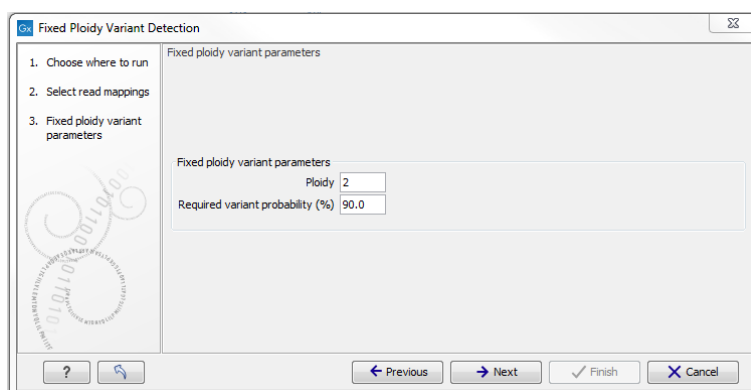 Gx Fixed Ploidy Variant Detection
1. Choose where to run
2. Select read mappings
3. Fixed ploidy variant
parameters
Fixed ploidy variant parameters
Fixed ploidy variant parameters
Ploidy 2
Required variant probability (%) 90.0
? Previous Next Finish Cancel